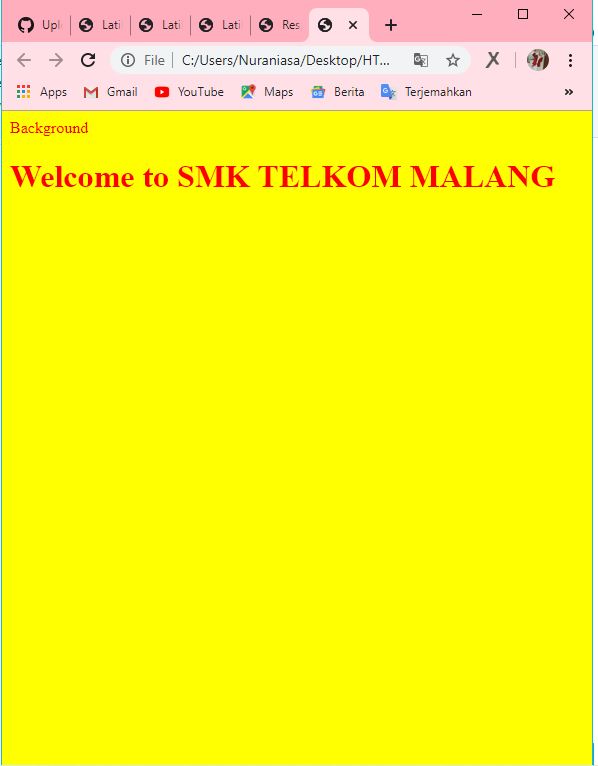 Upl Lati Lati Lati Res
File C:/Users/Nuraniasa/Desktop/HT...
Apps Gmail YouTube Maps Berita Terjemahkan
Background
Welcome to SMK TELKOM MALANG